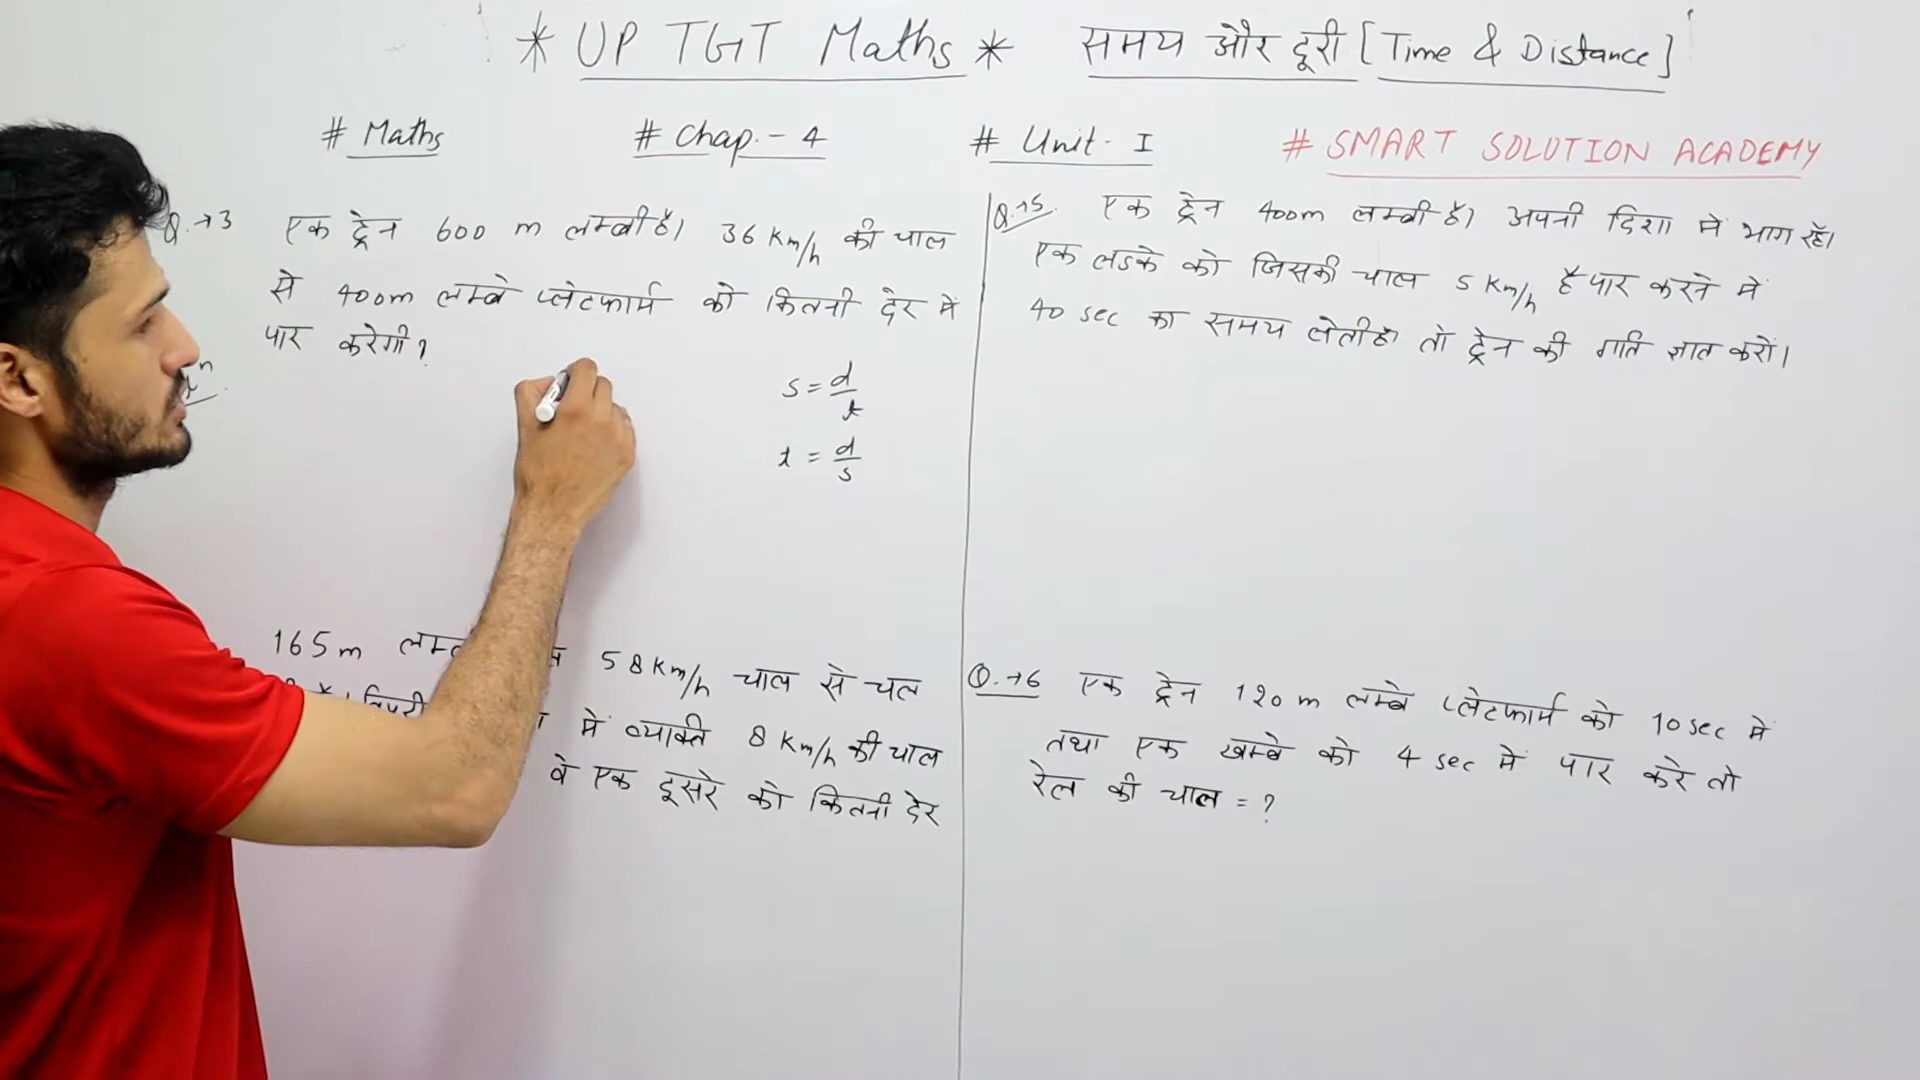 * UP TGT Maths * समय और दूरी [Time & Distance]
# Maths # Chap. - 4 # Unit - I # SMART SOLUTION ACADEMY
Q.→3 एक ट्रेन 600 m लम्बी है। 36 Km/h की चाल
से 400m लम्बे प्लेटफार्म को कितनी देर में
पार करेगी?
s = d/t
t = d/s
165m 58 Km/h चाल से चल
में व्यक्ति 8 Km/h की चाल
वे एक दूसरे को कितनी देर
Q.→5. एक ट्रेन 400m लम्बी है। अपनी दिशा में भाग रहे।
एक लडके को जिसकी चाल 5 Km/h है पार करने में
40 sec का समय लेती है तो ट्रेन की गति ज्ञात करो।
Q.→6 एक ट्रेन 120 m लम्बे प्लेटफार्म को 10 sec में
तथा एक खम्बे को 4 sec में पार करे तो
रेल की चाल = ?